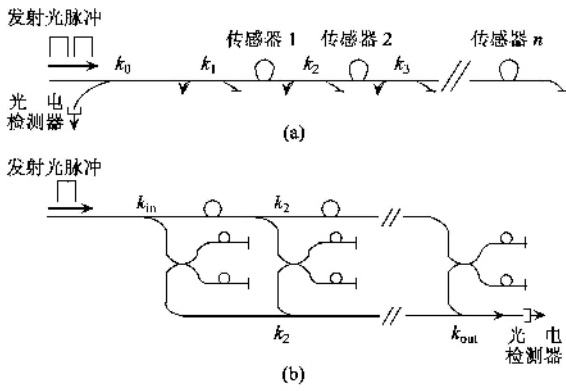 发射光脉冲
传感器 1 传感器 2 传感器 n
k0 k1 k2 k3
光 电
检测器
(a)
发射光脉冲
kin k2
k2 kout 光 电
检测器
(b)